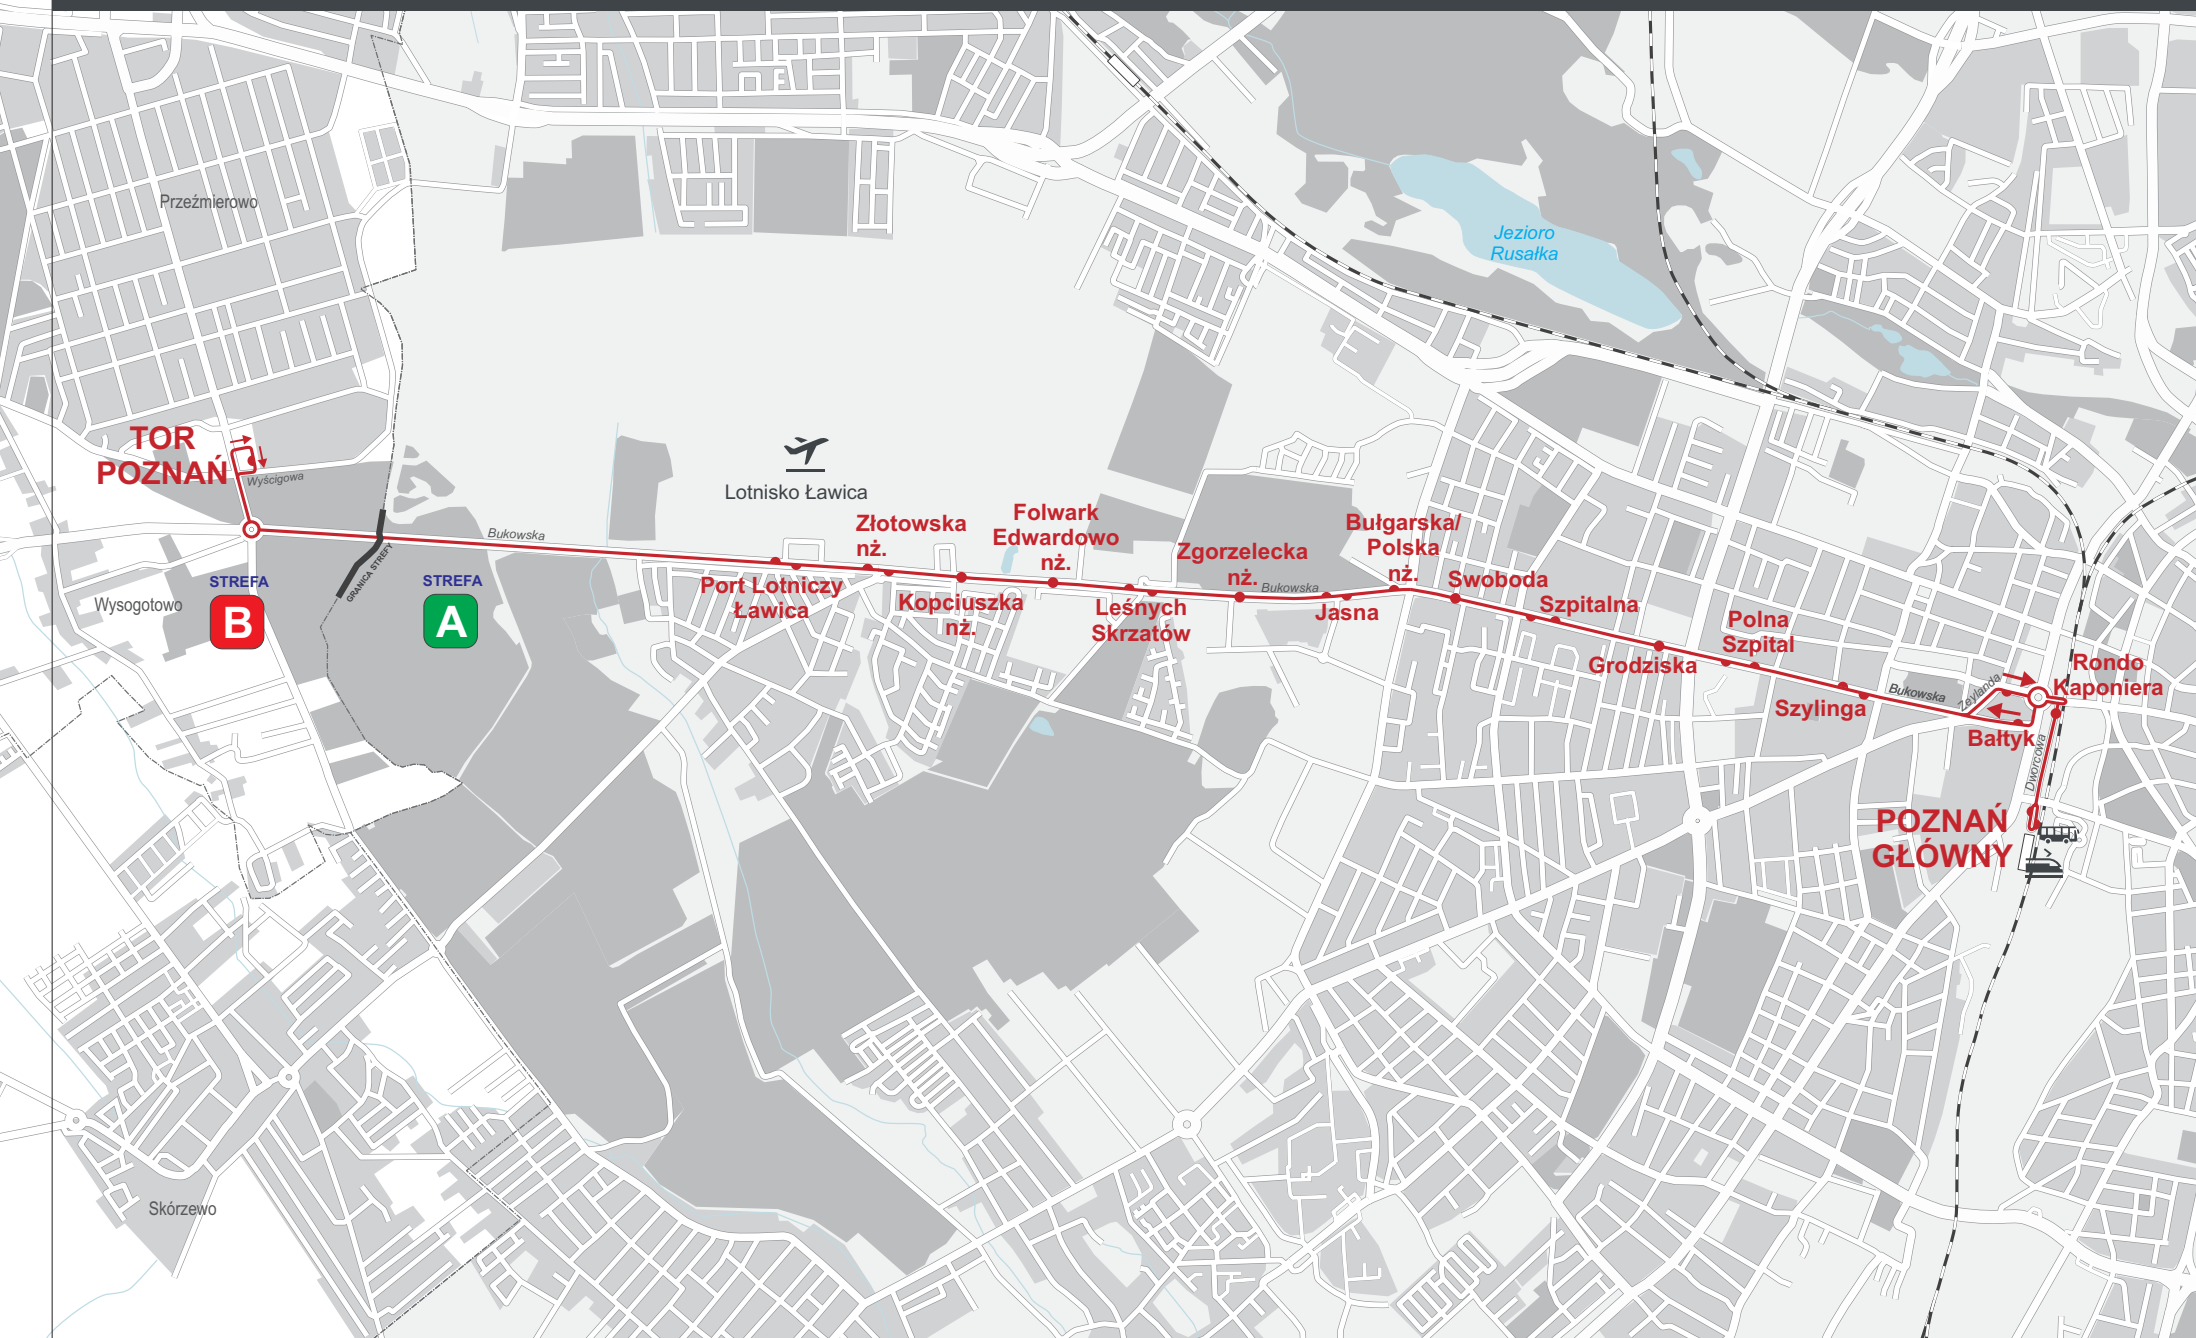 Przeźmierowo
Jezioro
Rusałka
TOR
POZNAŃ
Wyścigowa
Lotnisko Ławica
Bukowska
GRANICA STREFY
STREFA
B
STREFA
A
Wysogotowo
Port Lotniczy
Ławica
Złotowska
nż.
Kopciuszka
nż.
Folwark
Edwardowo
nż.
Leśnych
Skrzatów
Zgorzelecka
nż.
Bukowska
Jasna
Bułgarska/
Polska
nż.
Swoboda
Szpitalna
Grodziska
Polna
Szpital
Szylinga
Bukowska
Zeylanda
Rondo
Kaponiera
Bałtyk
Dworcowa
POZNAŃ
GŁÓWNY
Skórzewo